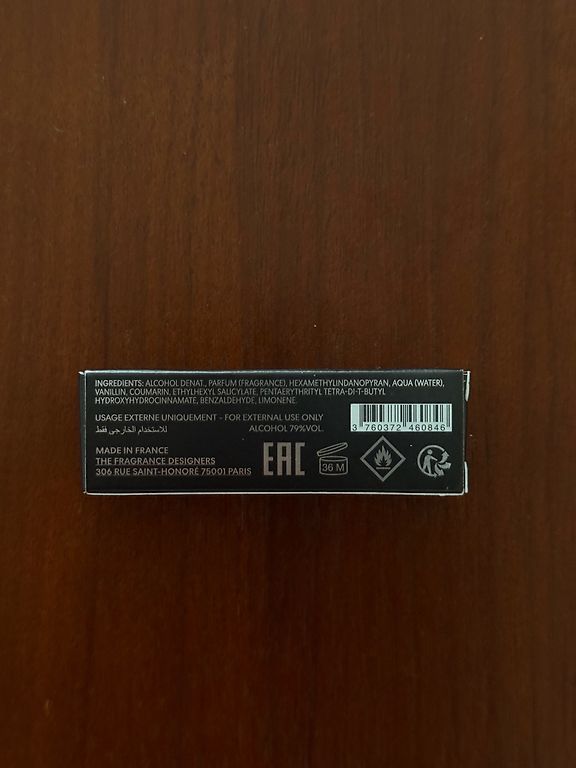 INGREDIENTS: ALCOHOL DENAT., PARFUM (FRAGRANCE), HEXAMETHYLINDANOPYRAN, AQUA (WATER),
VANILLIN, COUMARIN, ETHYLHEXYL SALICYLATE, PENTAERYTHRITYL TETRA-DI-T-BUTYL
HYDROXYHYDROCINNAMATE, BENZALDEHYDE, LIMONENE.
USAGE EXTERNE UNIQUEMENT - FOR EXTERNAL USE ONLY
للاستخدام الخارجي فقط
ALCOHOL 79%VOL.
3 760372 460846
MADE IN FRANCE
THE FRAGRANCE DESIGNERS
306 RUE SAINT-HONORÉ 75001 PARIS
EAC
36 M